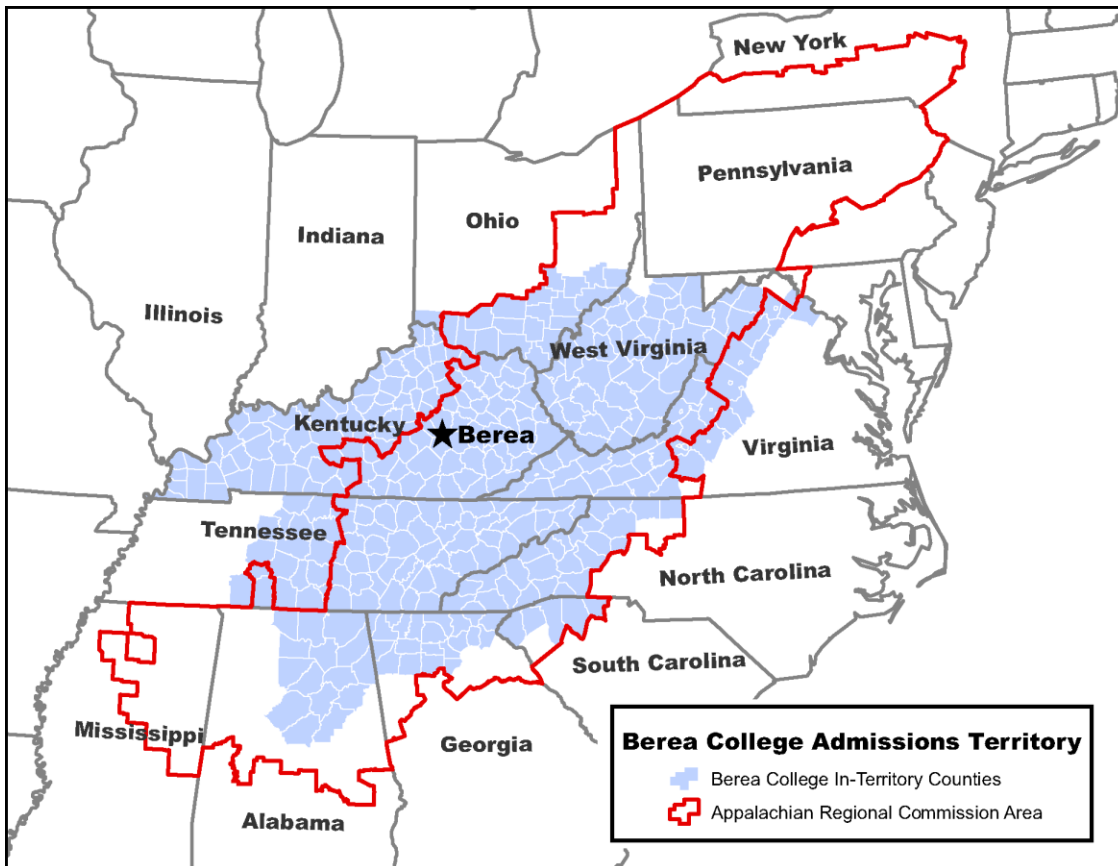 New York
Pennsylvania
Ohio
Indiana
Illinois
West Virginia
Kentucky
Berea
Virginia
Tennessee
North Carolina
South Carolina
Mississippi
Georgia
Alabama
Berea College Admissions Territory
Berea College In-Territory Counties
Appalachian Regional Commission Area